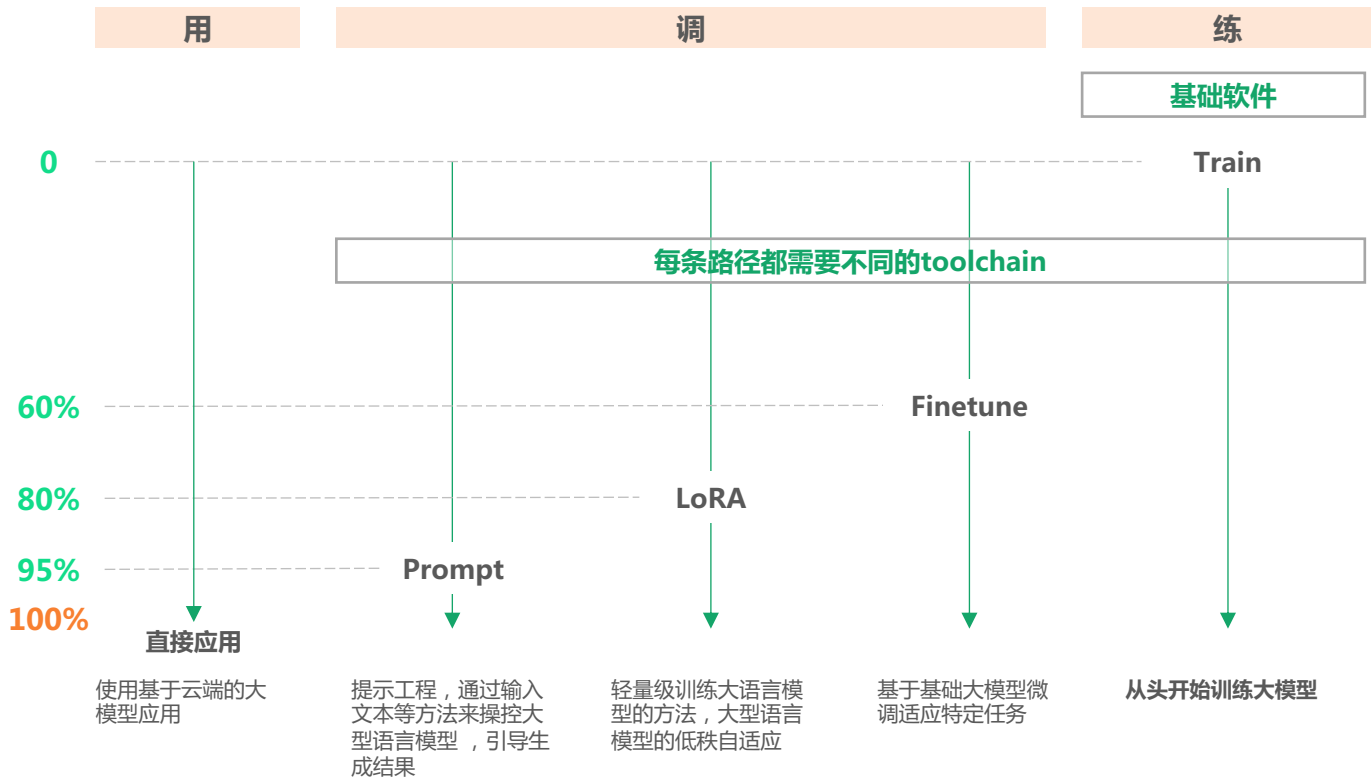 用
调
练
基础软件
0
Train
每条路径都需要不同的toolchain
60%
Finetune
80%
LoRA
95%
Prompt
100%
直接应用
使用基于云端的大
模型应用
提示工程，通过输入
文本等方法来操控大
型语言模型 ，引导生
成结果
轻量级训练大语言模
型的方法，大型语言
模型的低秩自适应
基于基础大模型微
调适应特定任务
从头开始训练大模型